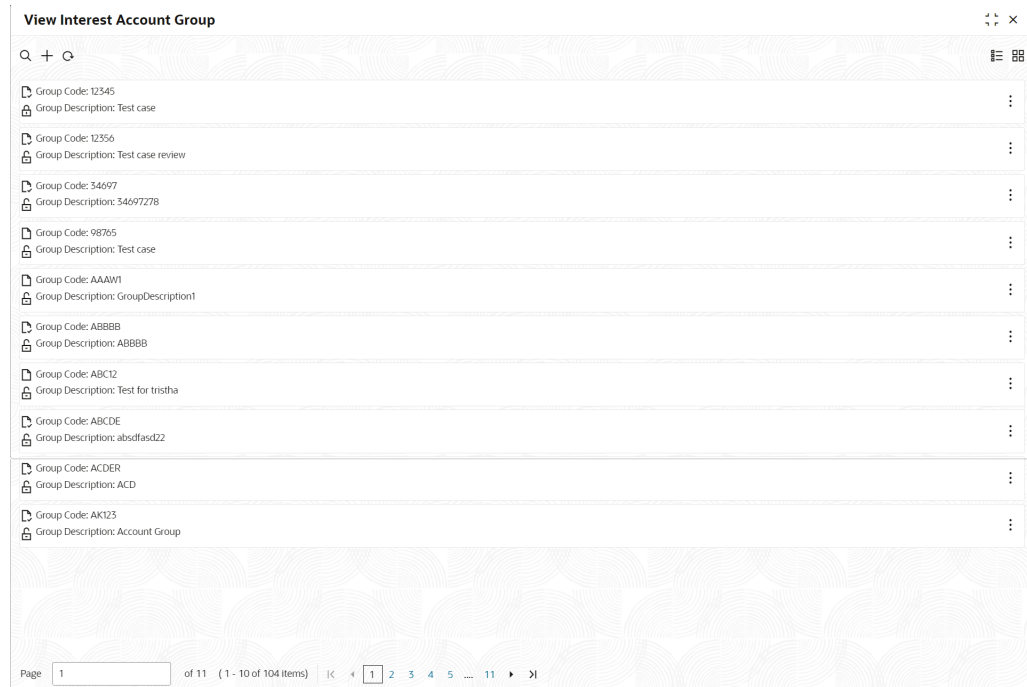 View Interest Account Group
Group Code: 12345
Group Description: Test case
Group Code: 12356
Group Description: Test case review
Group Code: 34697
Group Description: 34697278
Group Code: 98765
Group Description: Test case
Group Code: AAAW1
Group Description: GroupDescription1
Group Code: ABBBB
Group Description: ABBBB
Group Code: ABC12
Group Description: Test for tristha
Group Code: ABCDE
Group Description: absdfasd22
Group Code: ACDER
Group Description: ACD
Group Code: AK123
Group Description: Account Group
Page 1 of 11 ( 1 - 10 of 104 items) 1 2 3 4 5 .... 11